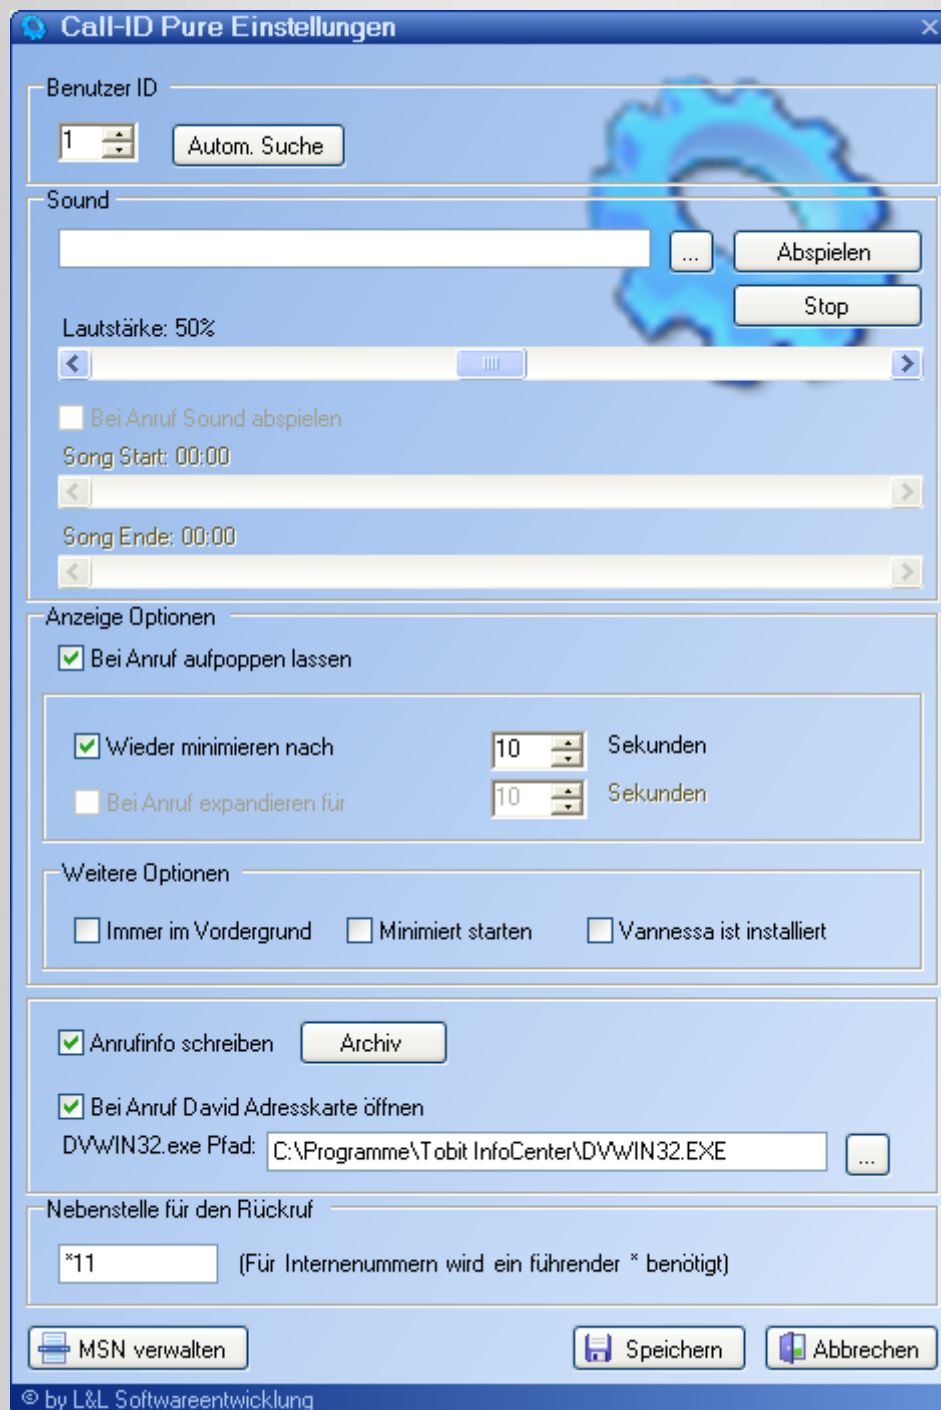 Call-ID Pure Einstellungen
Benutzer ID
1
Autom. Suche
Sound
...
Abspielen
Stop
Lautstärke: 50%
Bei Anruf Sound abspielen
Song Start: 00:00
Song Ende: 00:00
Anzeige Optionen
Bei Anruf aufpoppen lassen
Wieder minimieren nach 10 Sekunden
Bei Anruf expandieren für 10 Sekunden
Weitere Optionen
Immer im Vordergrund Minimiert starten Vannessa ist installiert
Anrufinfo schreiben Archiv
Bei Anruf David Adresskarte öffnen
DVWIN32.exe Pfad: C:\Programme\Tobit InfoCenter\DVWIN32.EXE ...
Nebenstelle für den Rückruf
*11 (Für Internenummern wird ein führender * benötigt)
MSN verwalten Speichern Abbrechen
© by L&L Softwareentwicklung